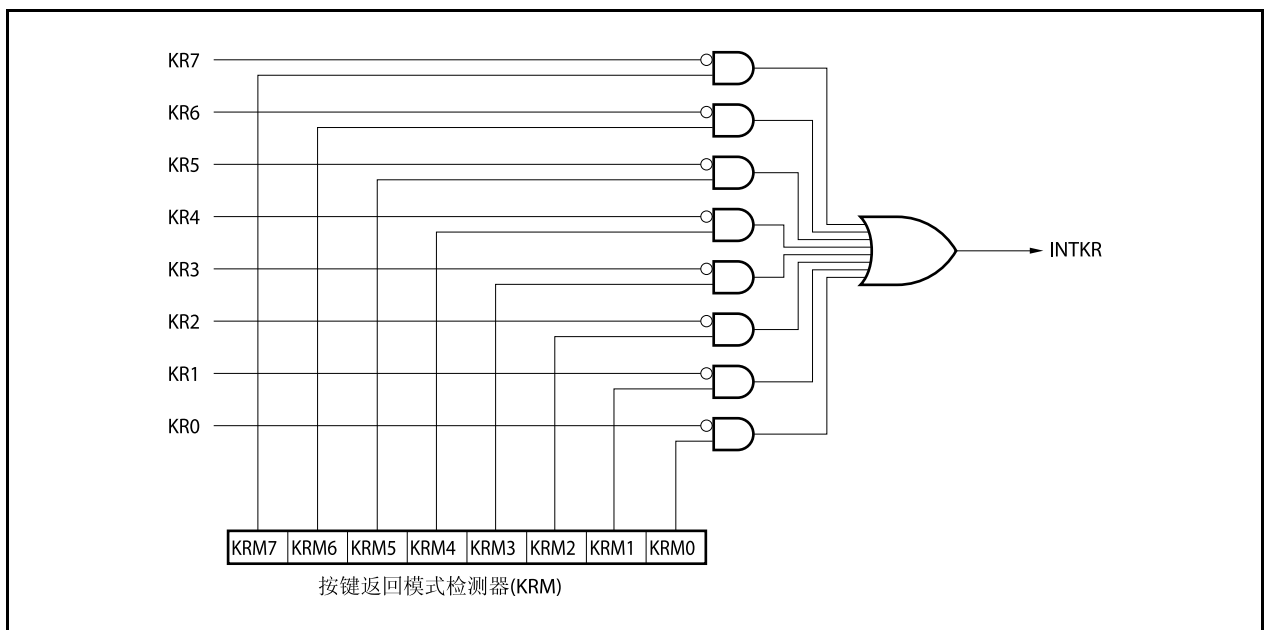 KR7
KR6
KR5
KR4
KR3
KR2
KR1
KR0
INTKR
KRM7 KRM6 KRM5 KRM4 KRM3 KRM2 KRM1 KRM0
按键返回模式检测器(KRM)